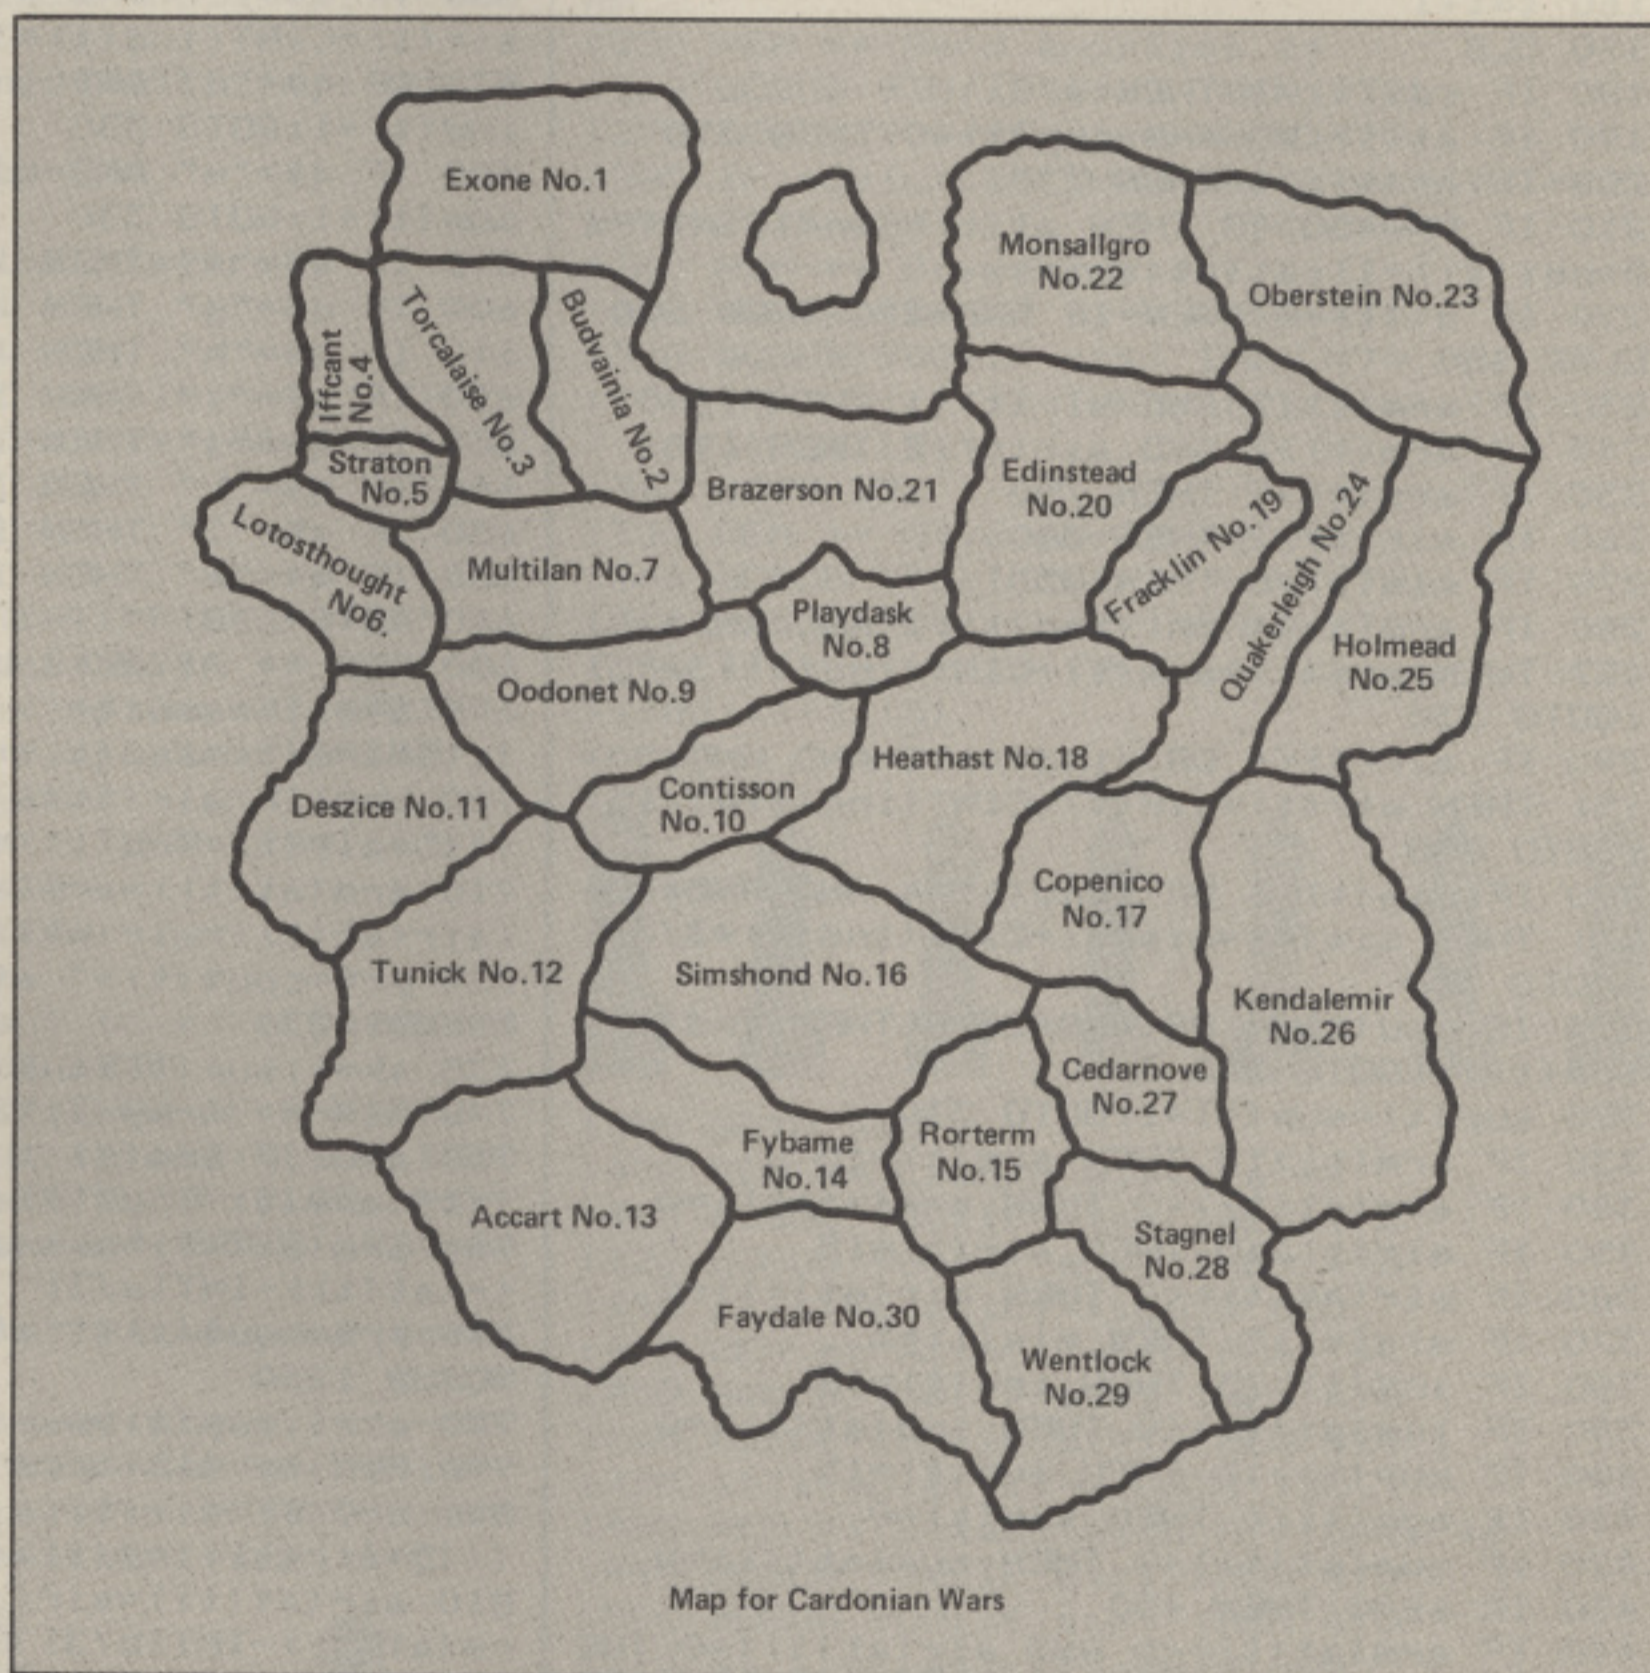 Exone No.1
Monsallgro
No.22
Oberstein No.23
Iffcant
No.4
Torcalaise No.3
Budvainia No.2
Straton
No.5
Brazerson No.21
Edinstead
No.20
Fracklin No.19
Quakerleigh No.24
Lotosthought
No6.
Multilan No.7
Playdask
No.8
Holmead
No.25
Oodonet No.9
Heathast No.18
Contisson
No.10
Deszice No.11
Copenico
No.17
Tunick No.12
Simshond No.16
Kendalemir
No.26
Cedarnove
No.27
Fybame
No.14
Rorterm
No.15
Accart No.13
Stagnel
No.28
Faydale No.30
Wentlock
No.29
Map for Cardonian Wars